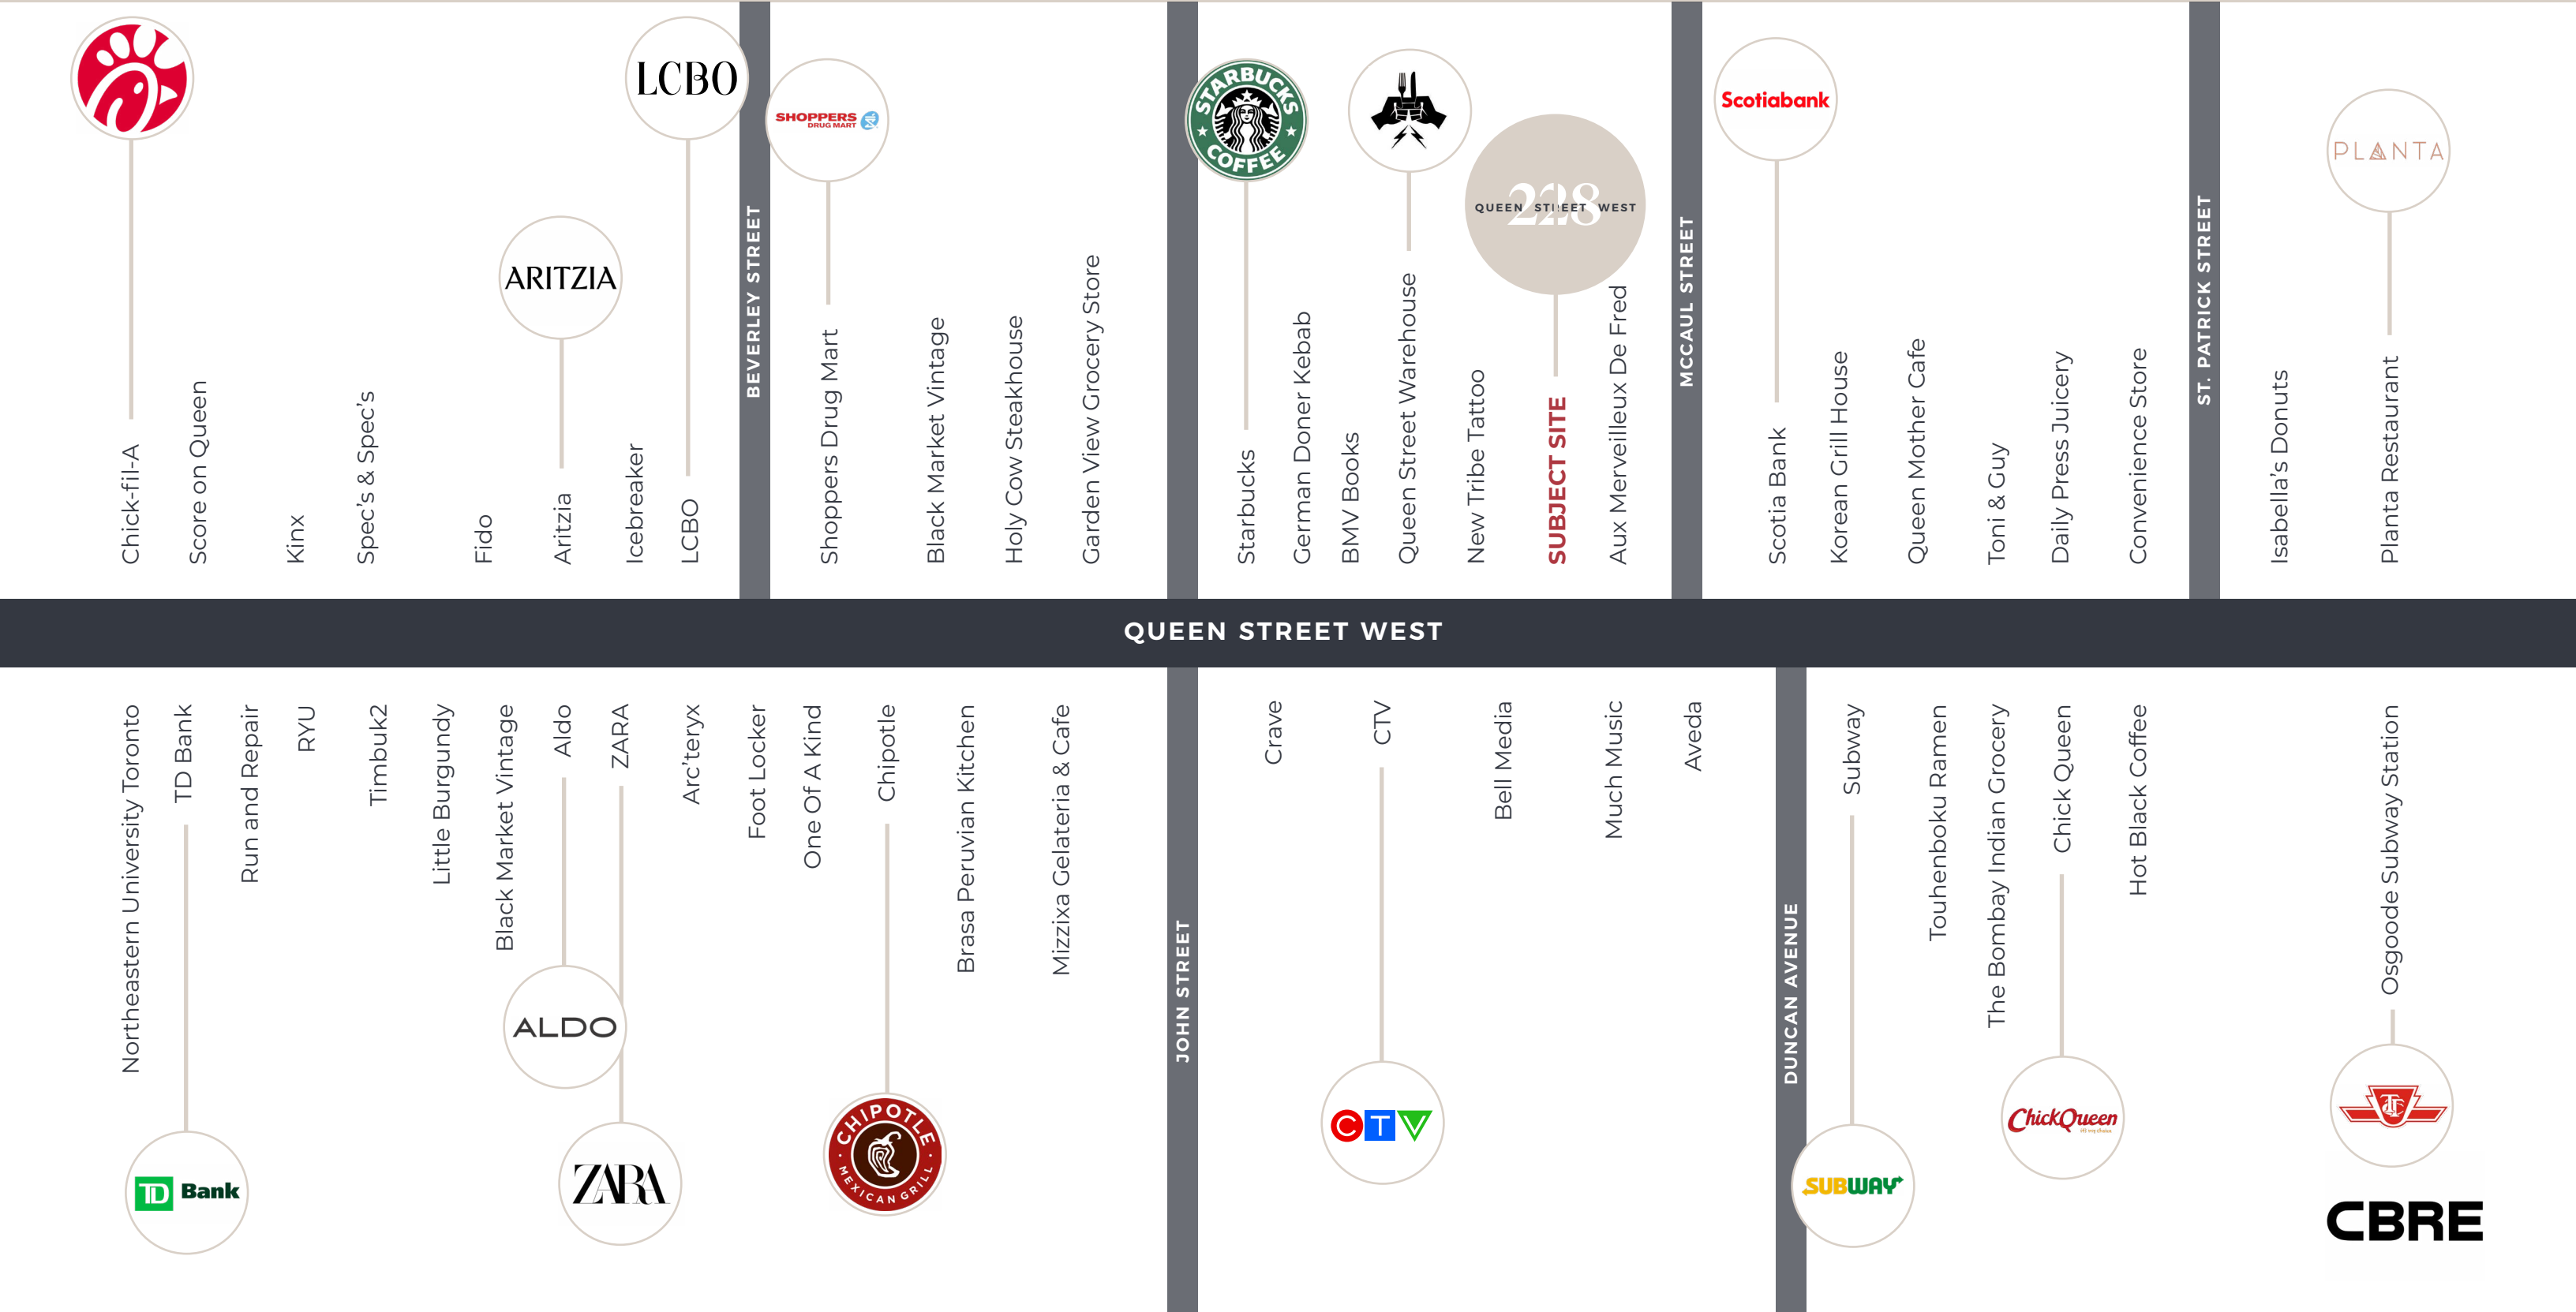 LCBO
SHOPPERS
DRUG MART
STARBUCKS
COFFEE
228
QUEEN STREET WEST
Scotiabank
PLANTA
ARITZIA
Chick-fil-A
Score on Queen
Kinx
Spec's & Spec's
Fido
Aritzia
Icebreaker
LCBO
BEVERLEY STREET
Shoppers Drug Mart
Black Market Vintage
Holy Cow Steakhouse
Garden View Grocery Store
Starbucks
German Doner Kebab
BMV Books
Queen Street Warehouse
New Tribe Tattoo
SUBJECT SITE
Aux Merveilleux De Fred
MCCAUL STREET
Scotia Bank
Korean Grill House
Queen Mother Cafe
Toni & Guy
Daily Press Juicery
Convenience Store
ST. PATRICK STREET
Isabella's Donuts
Planta Restaurant
QUEEN STREET WEST
Northeastern University Toronto
TD Bank
Run and Repair
RYU
Timbuk2
Little Burgundy
Black Market Vintage
Aldo
ZARA
Arc'teryx
Foot Locker
One Of A Kind
Chipotle
Brasa Peruvian Kitchen
Mizzixa Gelateria & Cafe
JOHN STREET
Crave
CTV
Bell Media
Much Music
Aveda
DUNCAN AVENUE
Subway
Touhenboku Ramen
The Bombay Indian Grocery
Chick Queen
Hot Black Coffee
Osgoode Subway Station
ALDO
TD Bank
ZARA
CHIPOTLE
MEXICAN GRILL
CTV
SUBWAY
ChickQueen
TTC
CBRE